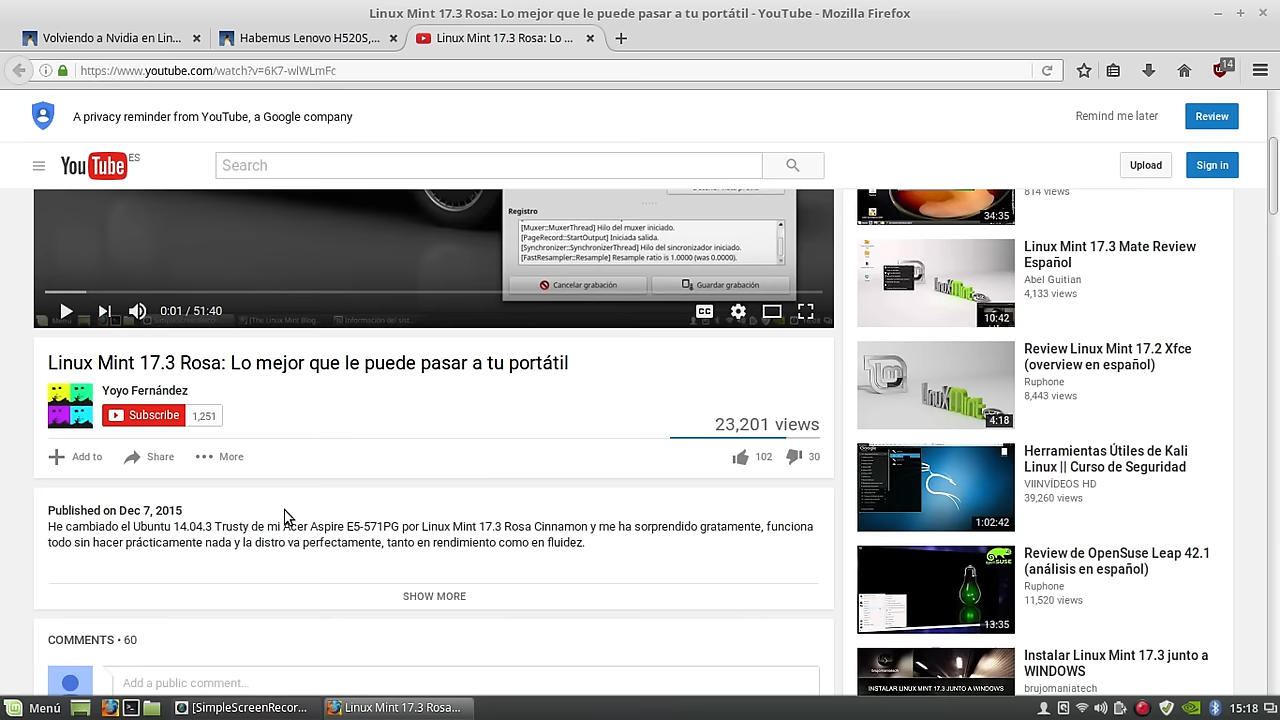 Linux Mint 17.3 Rosa: Lo mejor que le puede pasar a tu portátil - YouTube - Mozilla Firefox
Volviendo a Nvidia en Lin...
Habemus Lenovo H520S,...
Linux Mint 17.3 Rosa: Lo ...
https://www.youtube.com/watch?v=6K7-wlWLmFc
14
A privacy reminder from YouTube, a Google company
Remind me later
Review
YouTube ES
Search
Upload
Sign in
Registro
[Muxer::MuxerThread] Hilo del muxer iniciado.
[PageRecord::StartOutput] Iniciada salida.
[Synchronizer::SynchronizerThread] Hilo del sincronizador iniciado.
[FastResampler::Resample] Resample ratio is 1.0000 (was 0.0000).
Cancelar grabación
Guardar grabación
0:01 / 51:40
CC
Linux Mint 17.3 Rosa: Lo mejor que le puede pasar a tu portátil
Yoyo Fernández
Subscribe
1,251
23,201 views
Add to
Share
More
102
30
Published on Dec 7, 2015
He cambiado el Ubuntu 14.04.3 Trusty de mi Acer Aspire E5-571PG por Linux Mint 17.3 Rosa Cinnamon y me ha sorprendido gratamente, funciona
todo sin hacer prácticamente nada y la distro va perfectamente, tanto en rendimiento como en fluidez.
SHOW MORE
COMMENTS • 60
Add a public comment...
814 views
34:35
Linux Mint 17.3 Mate Review
Español
Abel Guitian
4,133 views
10:42
Review Linux Mint 17.2 Xfce
(overview en español)
Ruphone
8,443 views
4:18
Herramientas Útiles de Kali
Linux || Curso de Seguridad
VIINVÍDEOS HD
39,260 views
1:02:42
Review de OpenSuse Leap 42.1
(análisis en español)
Ruphone
11,520 views
13:35
Instalar Linux Mint 17.3 junto a
WINDOWS
brujomaniatech
INSTALAR LINUX MINT 17.3 JUNTO A WINDOWS
Menú
[SimpleScreenRecor...
Linux Mint 17.3 Rosa...
15:18